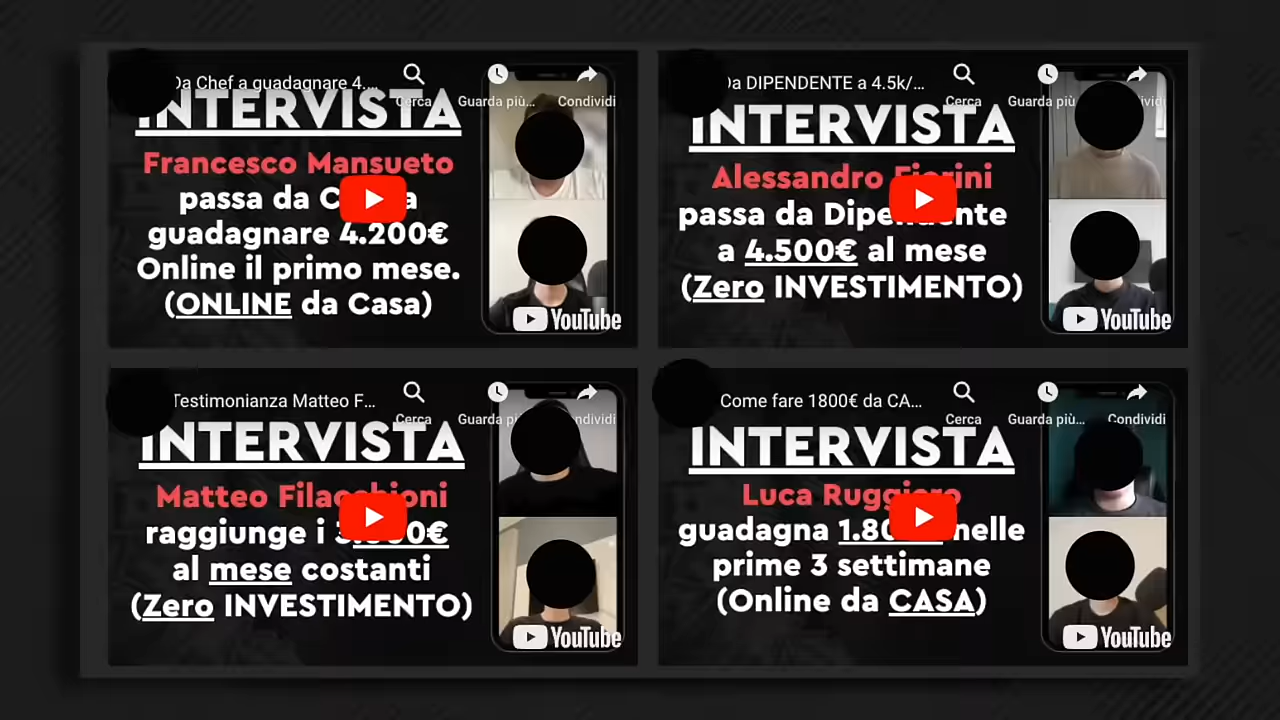 Da Chef a guadagnare 4....
Cerca
Guarda più...
Condividi
INTERVISTA
Francesco Mansueto
passa da a
guadagnare 4.200€
Online il primo mese.
(ONLINE da Casa)
YouTube
Da DIPENDENTE a 4.5k/...
Cerca
Guarda più
INTERVISTA
Alessandro Fiorini
passa da Dipendente
a 4.500€ al mese
(Zero INVESTIMENTO)
YouTube
Testimonianza Matteo F...
Cerca
Guarda più
Condividi
INTERVISTA
Matteo
raggiunge i
al mese costanti
(Zero INVESTIMENTO)
YouTube
Come fare 1800€ da CA...
Cerca
Guarda più...
Condividi
INTERVISTA
Luca Ruggiero
guadagna nelle
prime 3 settimane
(Online da CASA)
YouTube